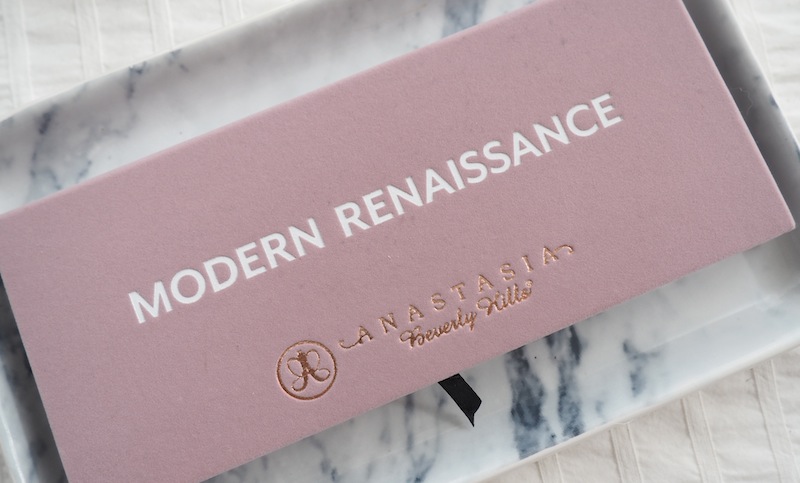 MODERN RENAISSANCE
ANASTASIA
Beverly Hills®